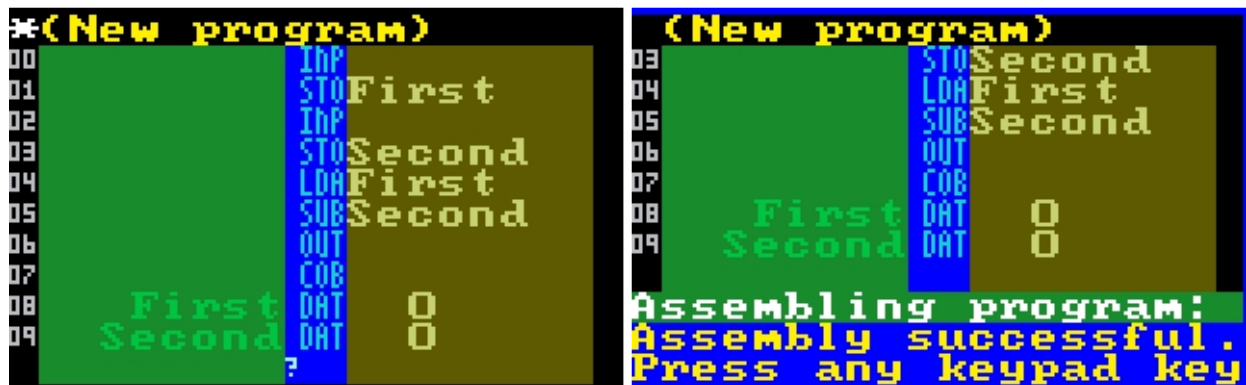 *(New program)
00 InP
01 STO First
02 InP
03 STO Second
04 LDA First
05 SUB Second
06 OUT
07 COB
08 First DAT 0
09 Second DAT 0
?
(New program)
03 STO Second
04 LDA First
05 SUB Second
06 OUT
07 COB
08 First DAT 0
09 Second DAT 0
Assembling program:
Assembly successful.
Press any keypad key